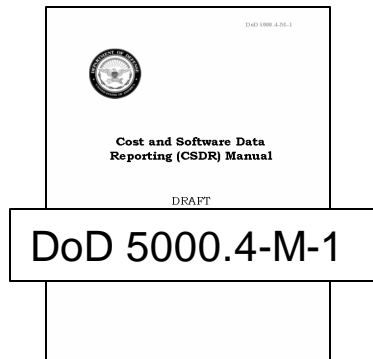 DoD 5000.4-M-1
Cost and Software Data
Reporting (CSDR) Manual
DRAFT
DoD 5000.4-M-1